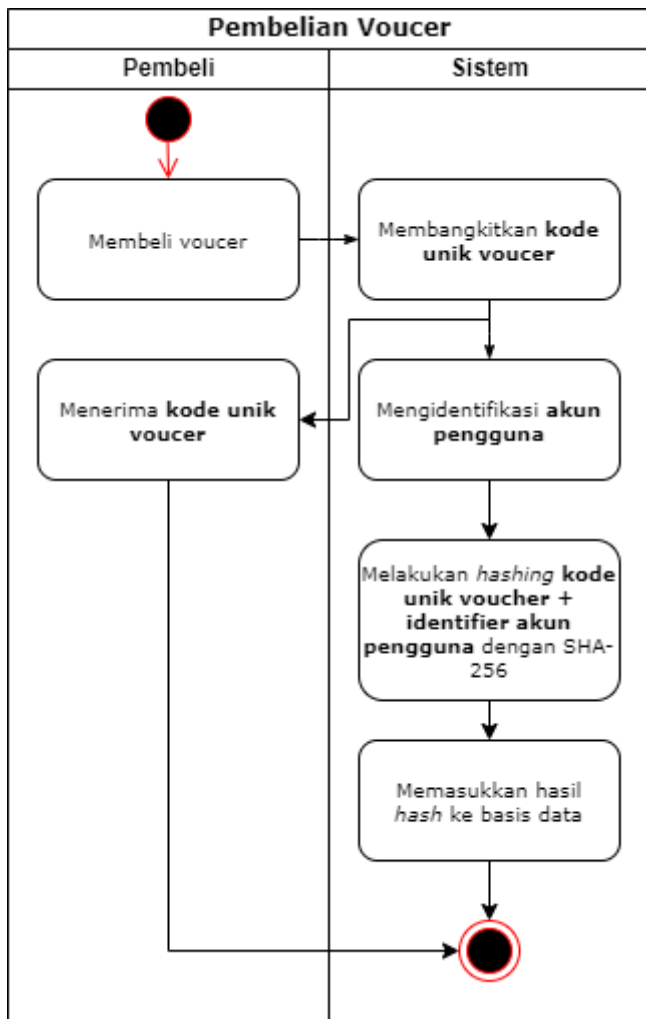 Pembelian Voucer
Pembeli
Sistem
Membeli voucer
Membangkitkan kode
unik voucer
Menerima kode unik
voucer
Mengidentifikasi akun
pengguna
Melakukan hashing kode
unik voucher +
identifier akun
pengguna dengan SHA-
256
Memasukkan hasil
hash ke basis data